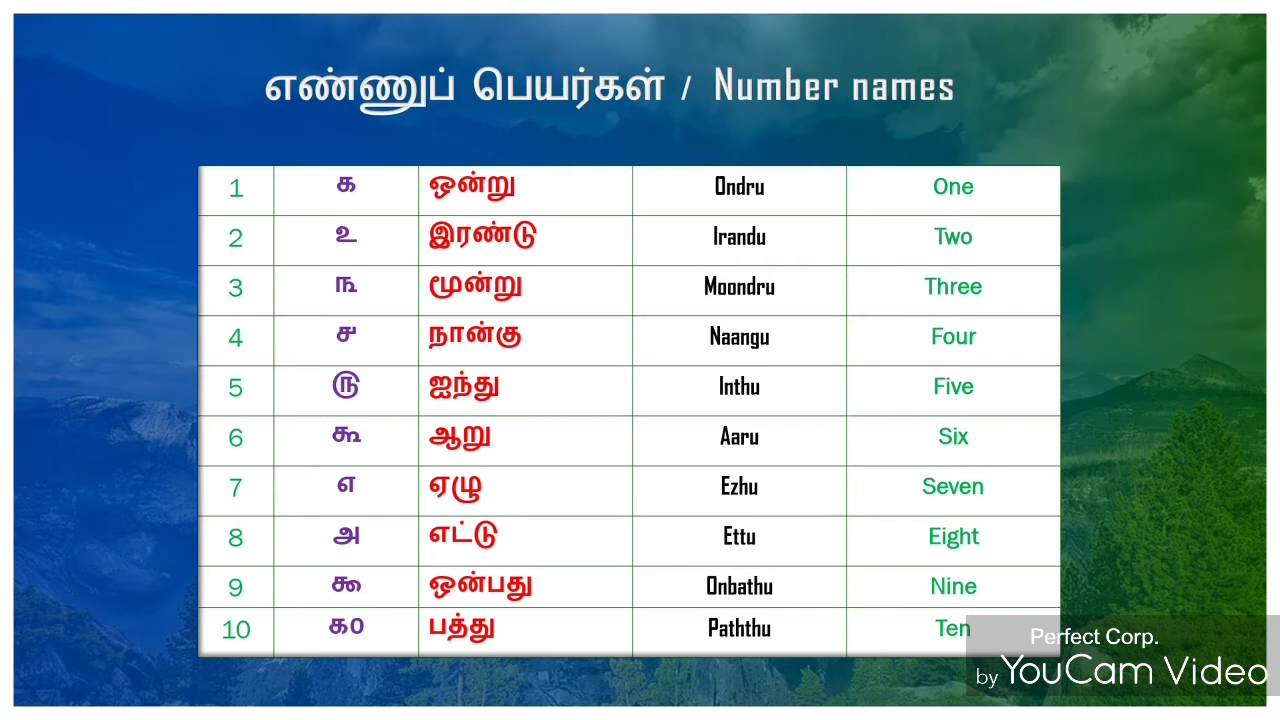 எண்ணுப் பெயர்கள் / Number names
1 க ஒன்று Ondru One
2 உ இரண்டு Irandu Two
3 ௩ மூன்று Moondru Three
4 ச நான்கு Naangu Four
5 ரு ஐந்து Inthu Five
6 கூ ஆறு Aaru Six
7 எ ஏழு Ezhu Seven
8 அ எட்டு Ettu Eight
9 ௯ ஒன்பது Onbathu Nine
10 க0 பத்து Paththu Ten
Perfect Corp.
by YouCam Video